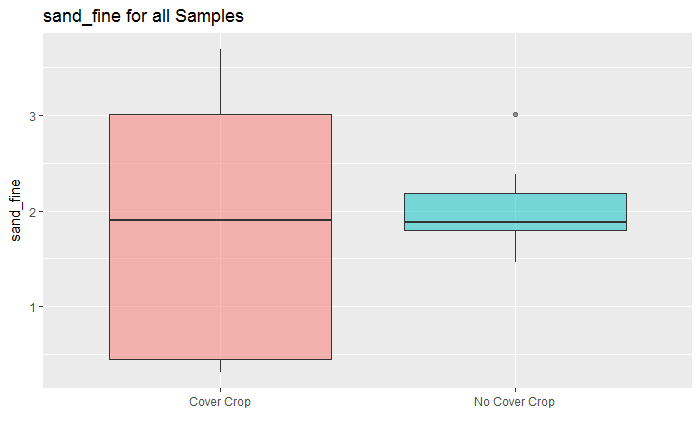 sand_fine for all Samples
sand_fine
3
2
1
Cover Crop
No Cover Crop